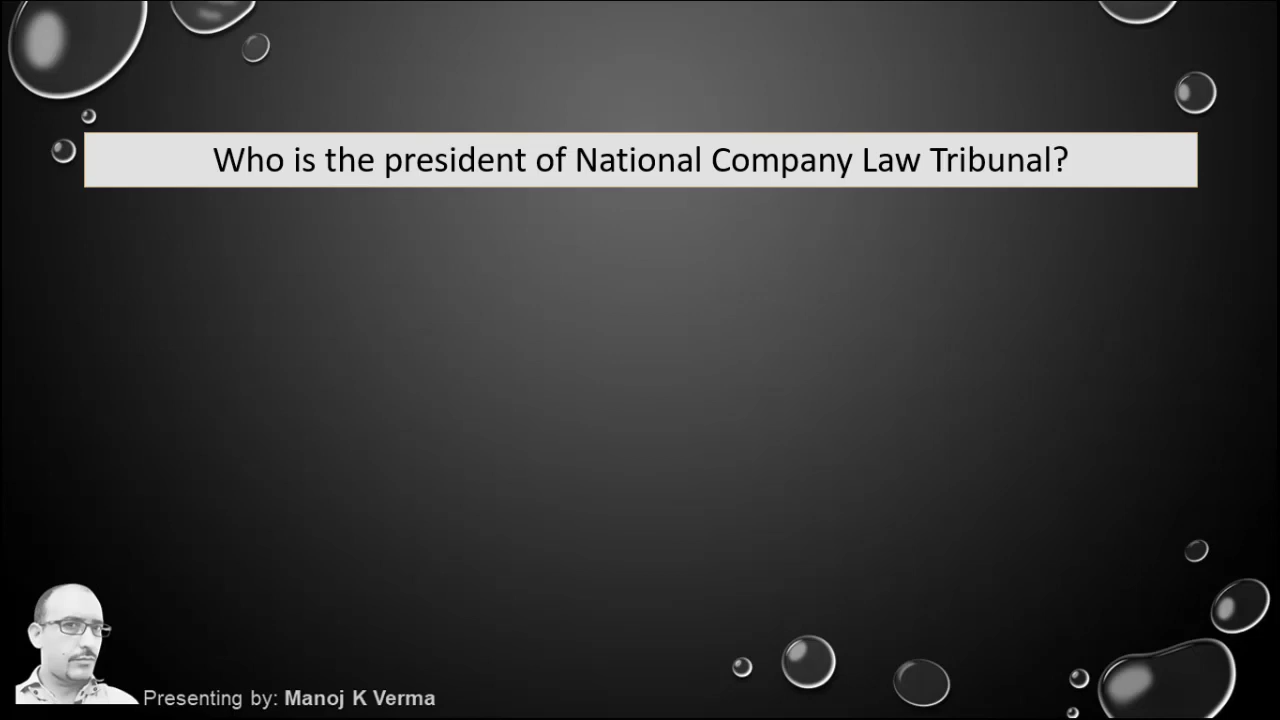 Who is the president of National Company Law Tribunal?
Presenting by: Manoj K Verma